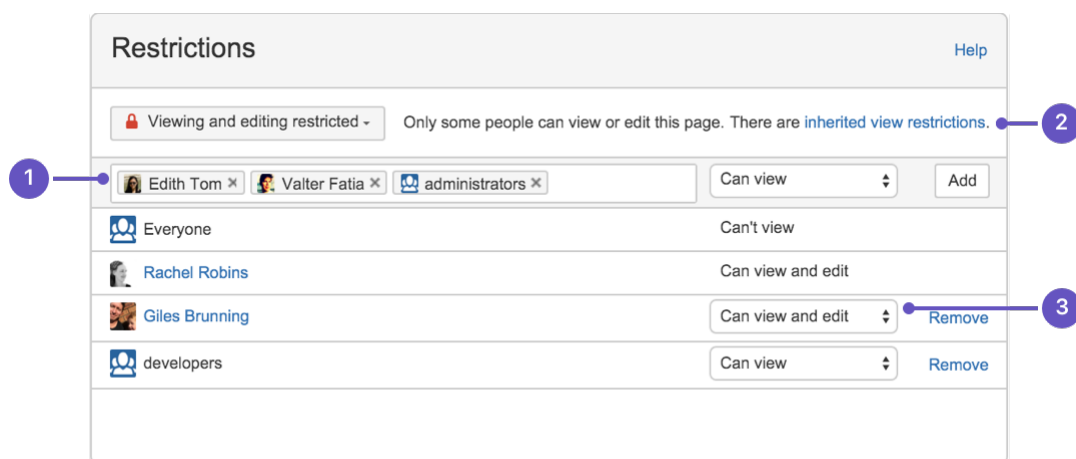 Restrictions Help
Viewing and editing restricted Only some people can view or edit this page. There are inherited view restrictions. 2
1 Edith Tom × Valter Fatia × administrators × Can view Add
Everyone Can't view
Rachel Robins Can view and edit
Giles Brunning Can view and edit Remove 3
developers Can view Remove